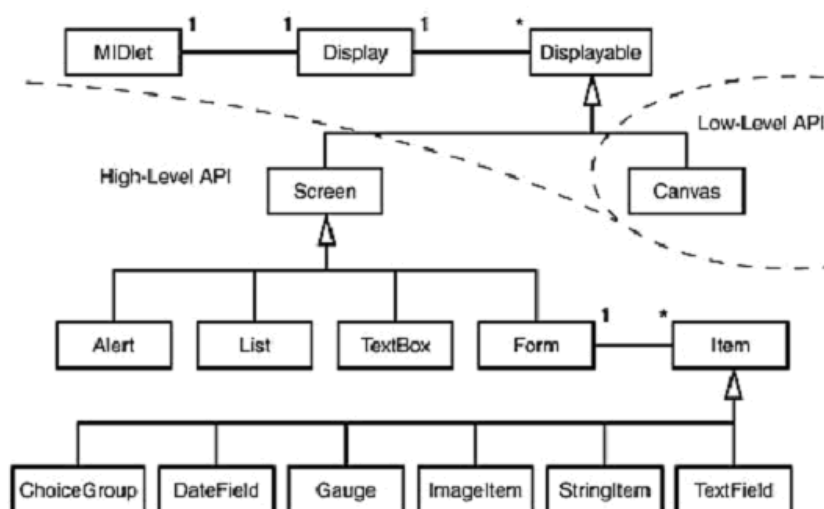 1 1 1 *
MIDlet Display Displayable
Low-Level API
High-Level API
Screen Canvas
1 *
Alert List TextBox Form Item
ChoiceGroup DateField Gauge ImageItem StringItem TextField